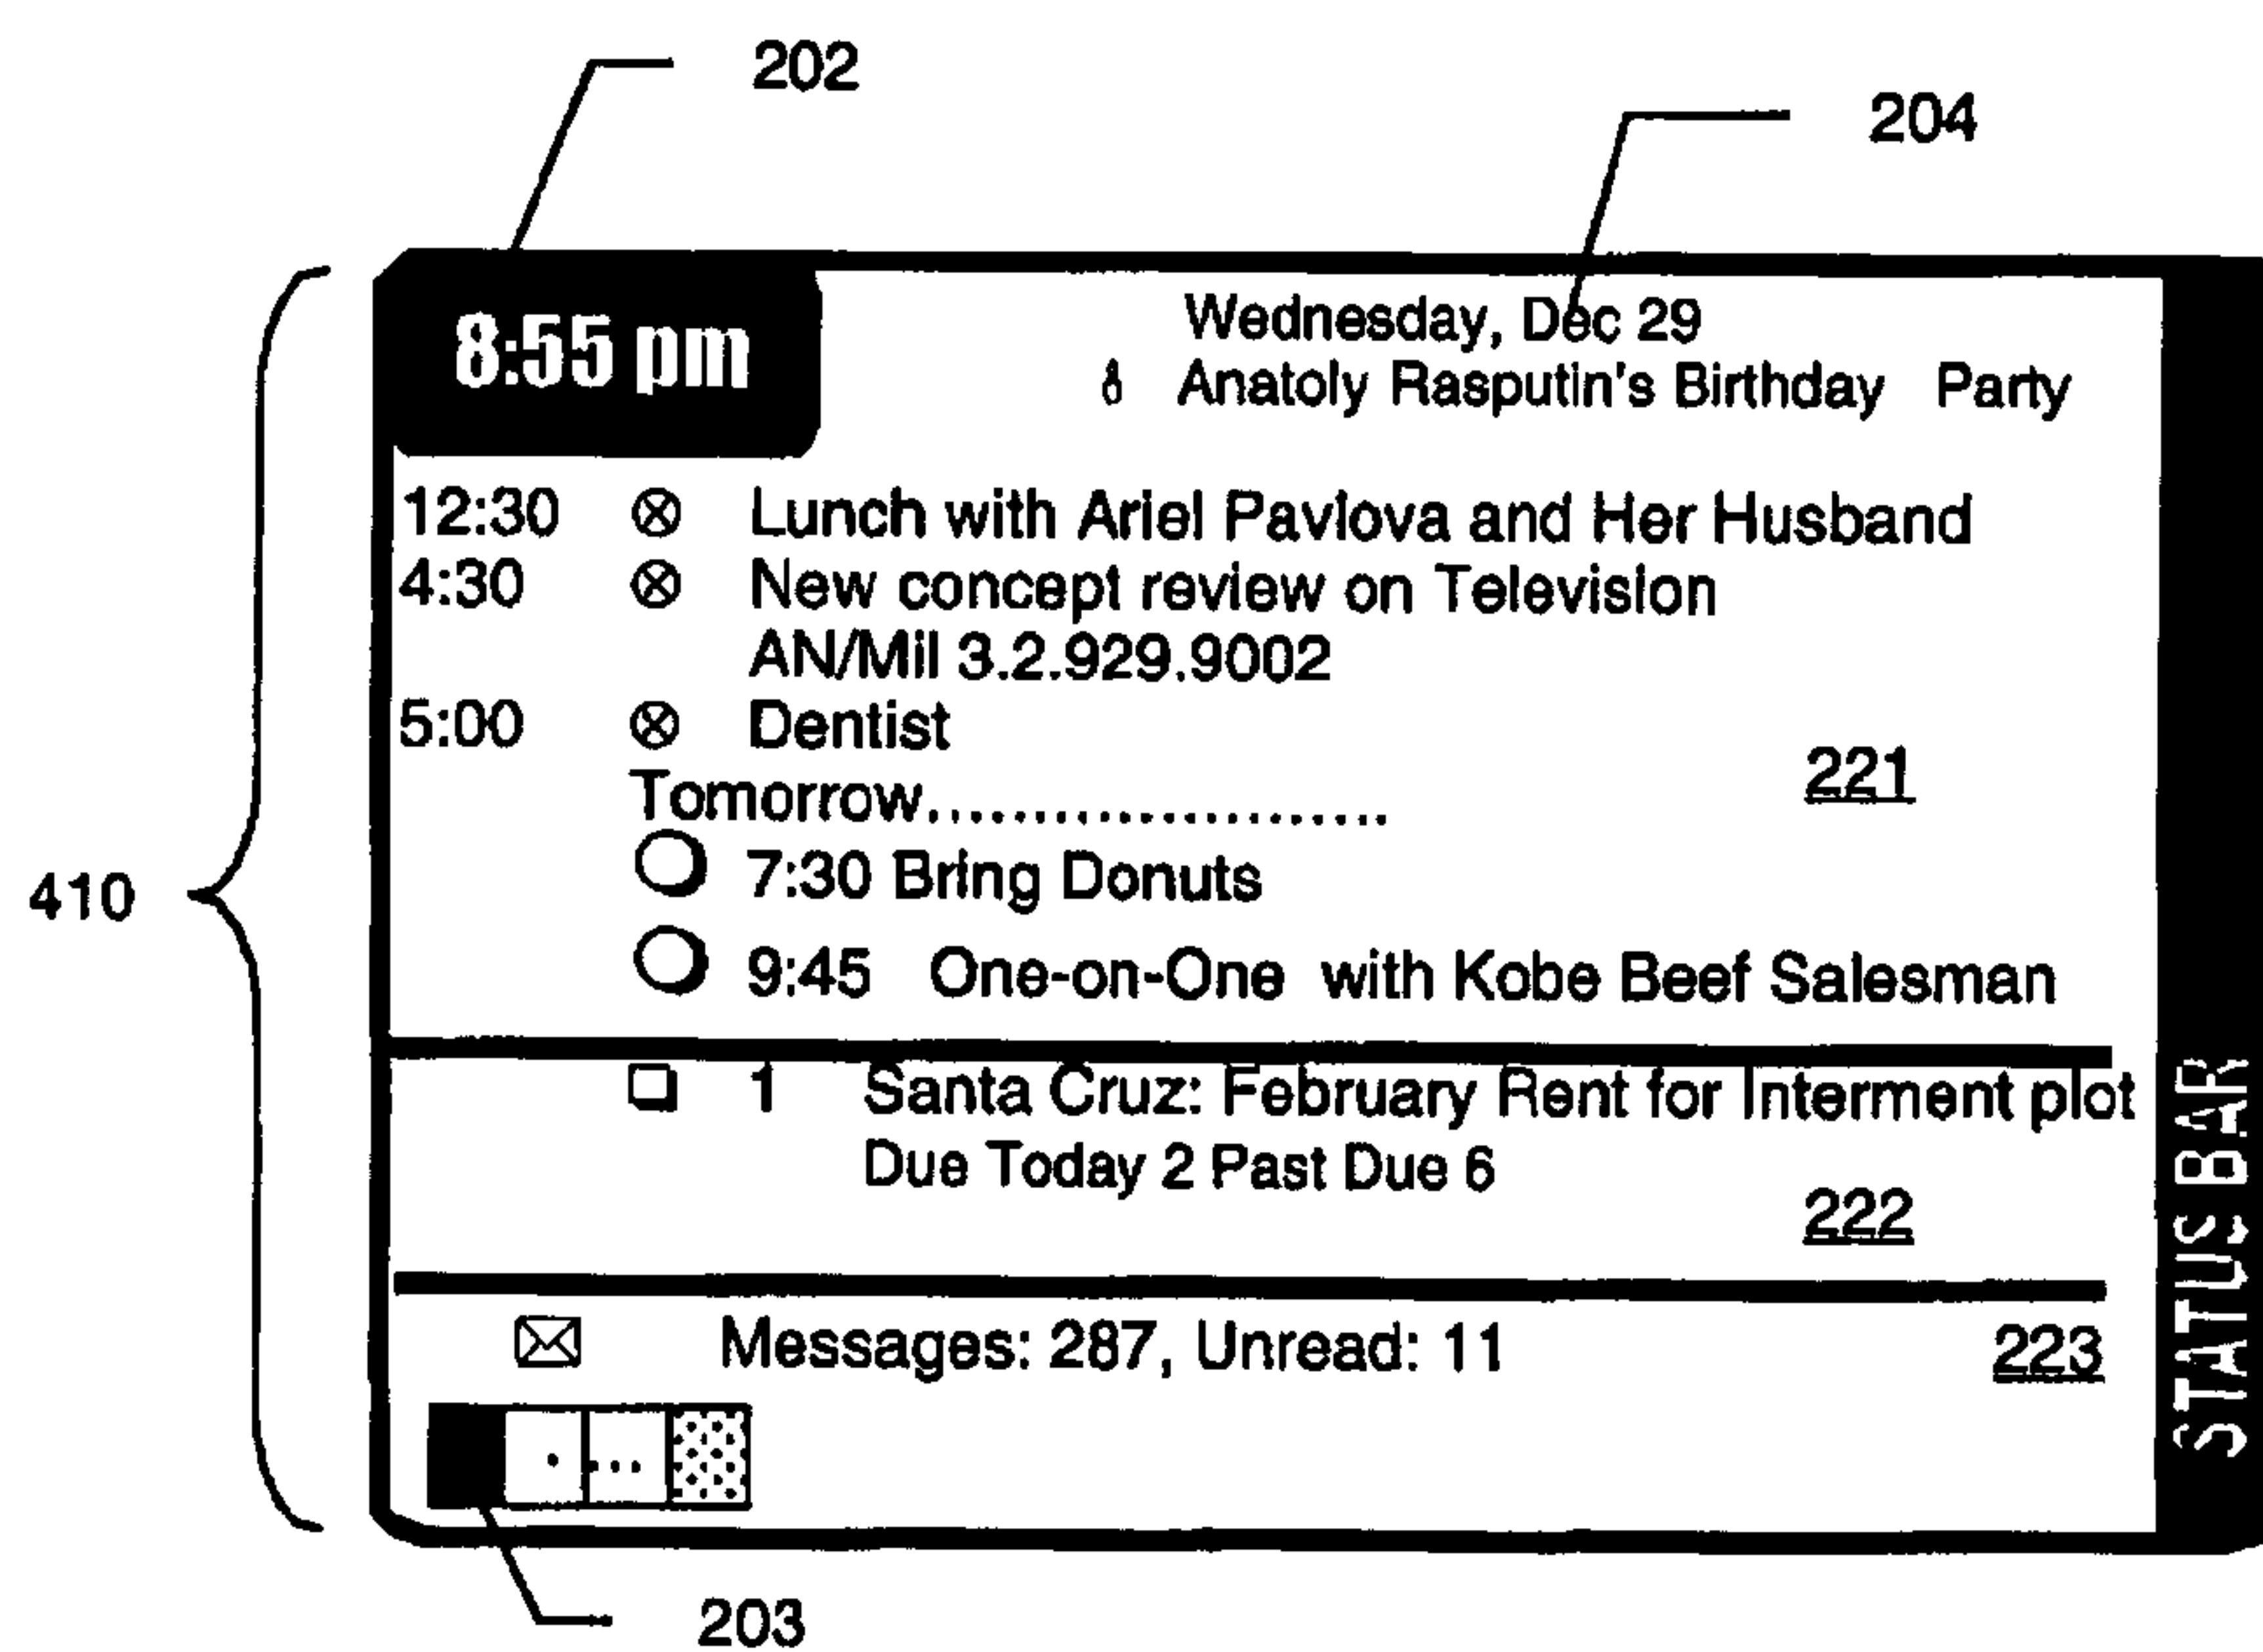 202
204
8:55 pm
Wednesday, Dec 29
Anatoly Rasputin's Birthday Party
12:30 Lunch with Ariel Pavlova and Her Husband
4:30 New concept review on Television
AN/Mil 3.2.929.9002
5:00 Dentist
221
Tomorrow......................
7:30 Bring Donuts
410
9:45 One-on-One with Kobe Beef Salesman
1 Santa Cruz: February Rent for Interment plot
Due Today 2 Past Due 6
222
Messages: 287, Unread: 11
223
STATUS BAR
203